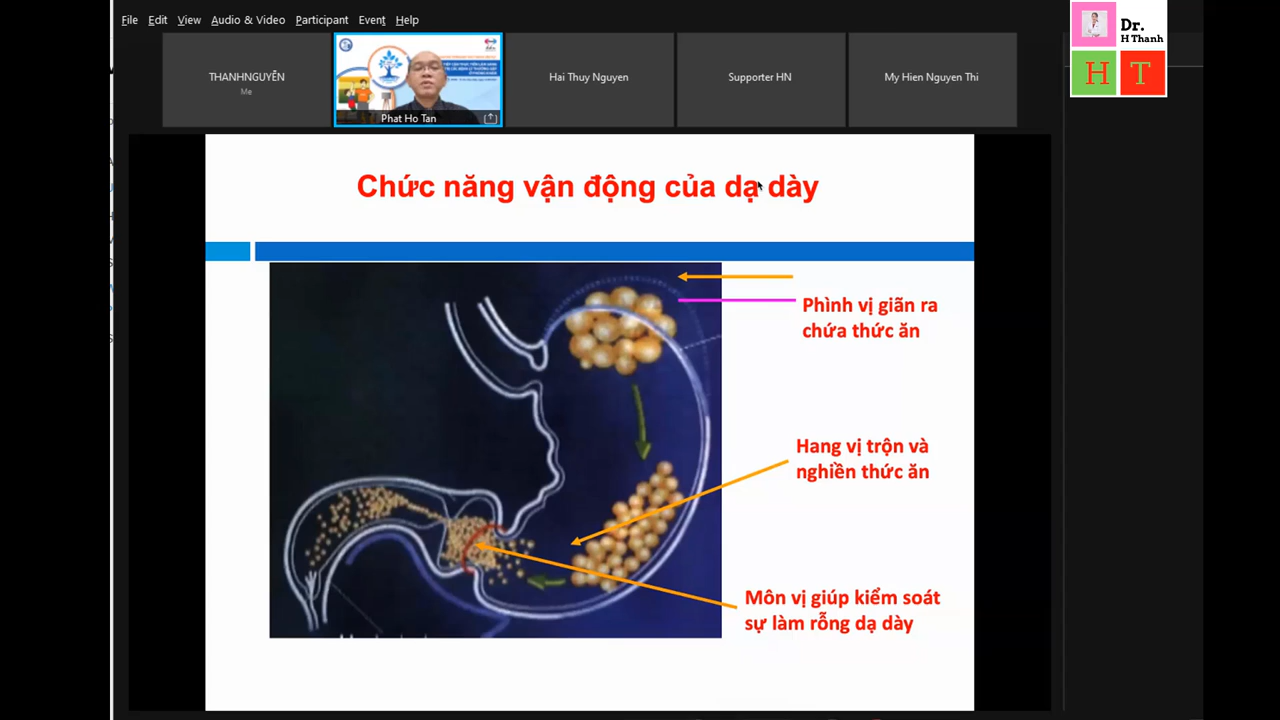 File Edit View Audio & Video Participant Event Help
Dr.
H Thanh
H T
THANHNGUYỄN
Me
Phat Ho Tan
Hai Thuy Nguyen
Supporter HN
My Hien Nguyen Thi
Chức năng vận động của dạ dày
Phình vị giãn ra
chứa thức ăn
Hang vị trộn và
nghiền thức ăn
Môn vị giúp kiểm soát
sự làm rỗng dạ dày